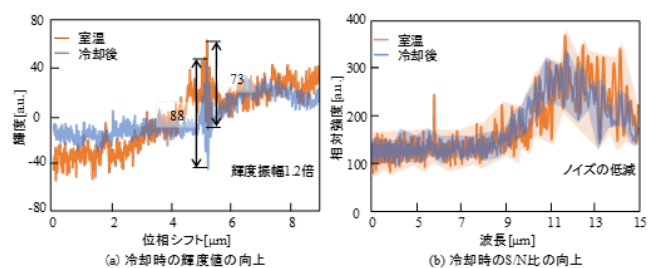 80
40
0
-40
-80
輝度[a.u.]
室温
冷却後
73
88
輝度振幅1.2倍
0
2
4
6
8
位相シフト[μm]
(a) 冷却時の輝度値の向上
400
300
200
100
0
相対強度[a.u.]
室温
冷却後
ノイズの低減
0
5
7
9
11
13
15
波長[μm]
(b) 冷却時のS/N比の向上